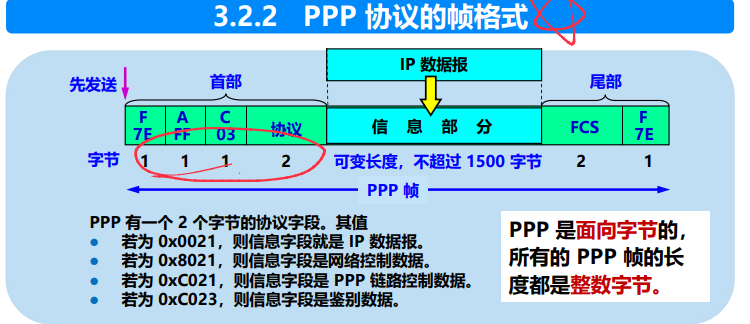 3.2.2 PPP 协议的帧格式
IP 数据报
先发送
首部
尾部
F
7E
A
FF
C
03
协议
信 息 部 分
FCS
F
7E
字节
1 1 1 2 可变长度，不超过 1500 字节 2 1
PPP 帧
PPP 有一个 2 个字节的协议字段。其值
● 若为 0x0021，则信息字段就是 IP 数据报。
● 若为 0x8021，则信息字段是网络控制数据。
● 若为 0xC021，则信息字段是 PPP 链路控制数据。
● 若为 0xC023，则信息字段是鉴别数据。
PPP 是面向字节的，
所有的 PPP 帧的长
度都是整数字节。